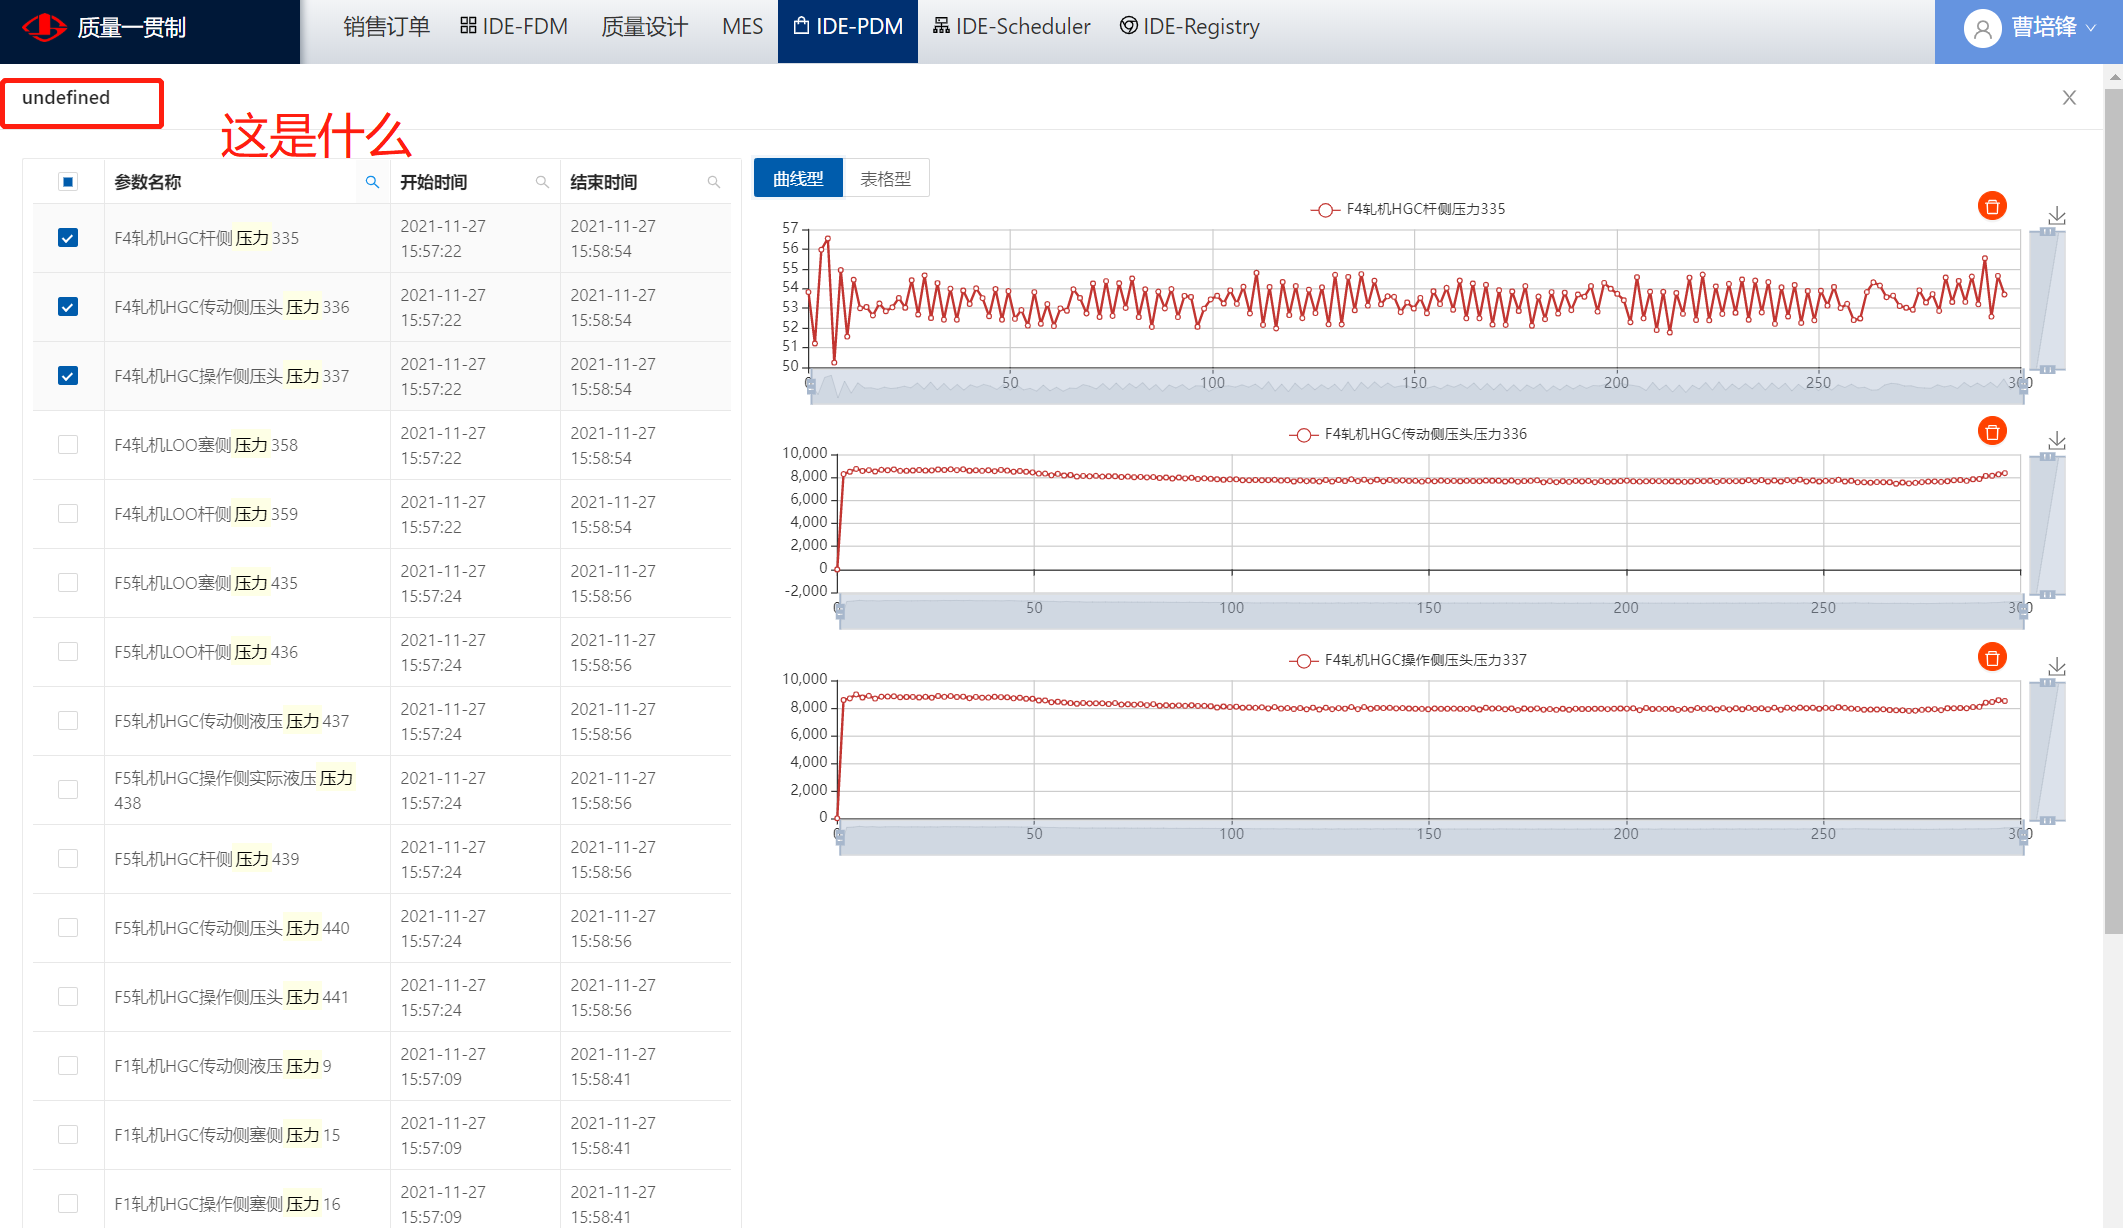 质量一贯制
销售订单 IDE-FDM 质量设计 MES IDE-PDM IDE-Scheduler IDE-Registry
曹培锋
undefined
这是什么
参数名称 开始时间 结束时间
F4轧机HGC杆侧压力335 2021-11-27 15:57:22 2021-11-27 15:58:54
F4轧机HGC传动侧压头压力336 2021-11-27 15:57:22 2021-11-27 15:58:54
F4轧机HGC操作侧压头压力337 2021-11-27 15:57:22 2021-11-27 15:58:54
F4轧机LOO塞侧压力358 2021-11-27 15:57:22 2021-11-27 15:58:54
F4轧机LOO杆侧压力359 2021-11-27 15:57:22 2021-11-27 15:58:54
F5轧机LOO塞侧压力435 2021-11-27 15:57:24 2021-11-27 15:58:56
F5轧机LOO杆侧压力436 2021-11-27 15:57:24 2021-11-27 15:58:56
F5轧机HGC传动侧液压压力437 2021-11-27 15:57:24 2021-11-27 15:58:56
F5轧机HGC操作侧实际液压压力438 2021-11-27 15:57:24 2021-11-27 15:58:56
F5轧机HGC杆侧压力439 2021-11-27 15:57:24 2021-11-27 15:58:56
F5轧机HGC传动侧压头压力440 2021-11-27 15:57:24 2021-11-27 15:58:56
F5轧机HGC操作侧压头压力441 2021-11-27 15:57:24 2021-11-27 15:58:56
F1轧机HGC传动侧液压压力9 2021-11-27 15:57:09 2021-11-27 15:58:41
F1轧机HGC传动侧塞侧压力15 2021-11-27 15:57:09 2021-11-27 15:58:41
F1轧机HGC操作侧塞侧压力16 2021-11-27 15:57:09 2021-11-27 15:58:41
曲线型 表格型
F4轧机HGC杆侧压力335
57
56
55
54
53
52
51
50
0 50 100 150 200 250 300
F4轧机HGC传动侧压头压力336
10,000
8,000
6,000
4,000
2,000
0
-2,000
0 50 100 150 200 250 300
F4轧机HGC操作侧压头压力337
10,000
8,000
6,000
4,000
2,000
0
0 50 100 150 200 250 300